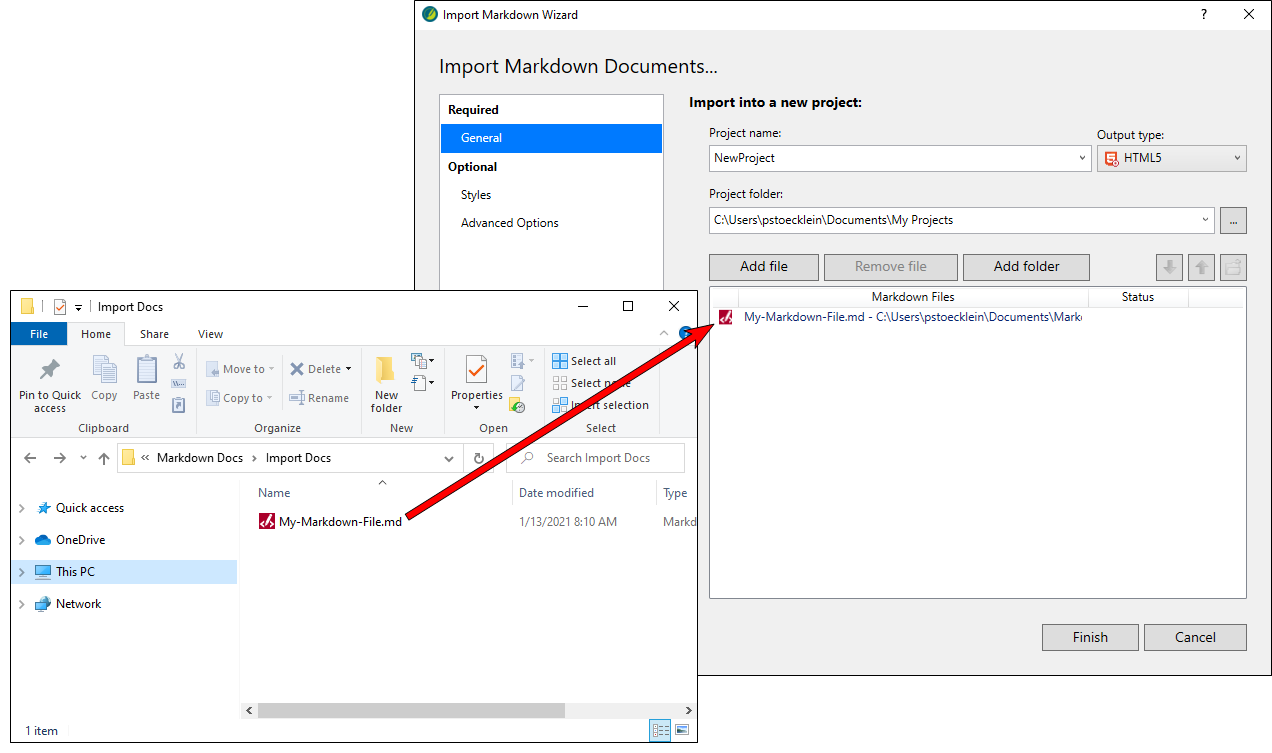 Import Markdown Wizard
?
Import Markdown Documents...
Required
General
Optional
Styles
Advanced Options
Import into a new project:
Project name:
Output type:
NewProject
HTML5
Project folder:
C:\Users\pstoecklein\Documents\My Projects
...
Add file
Remove file
Add folder
Markdown Files
Status
My-Markdown-File.md - C:\Users\pstoecklein\Documents\Mark
Finish
Cancel
Import Docs
File
Home
Share
View
Pin to Quick
access
Copy
Paste
Clipboard
Move to
Copy to
Delete
Rename
Organize
New
folder
New
Properties
Open
Select all
Select none
Insert selection
Select
Markdown Docs
Import Docs
Search Import Docs
Name
Date modified
Type
Quick access
OneDrive
This PC
Network
My-Markdown-File.md
1/13/2021 8:10 AM
Markd
1 item